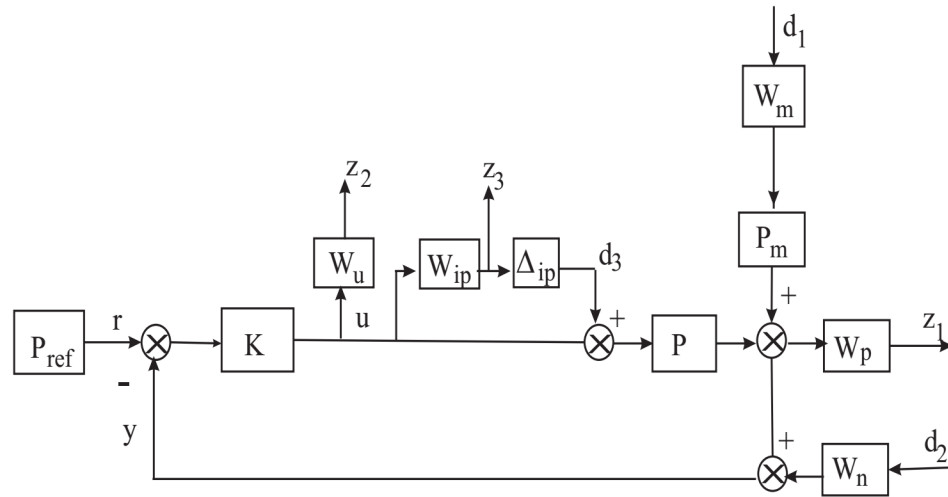 d1
Wm
z2
z3
Pm
Wu
Wip
Δip
d3
+
+
r
u
z1
Pref
K
P
Wp
-
y
+
d2
Wn